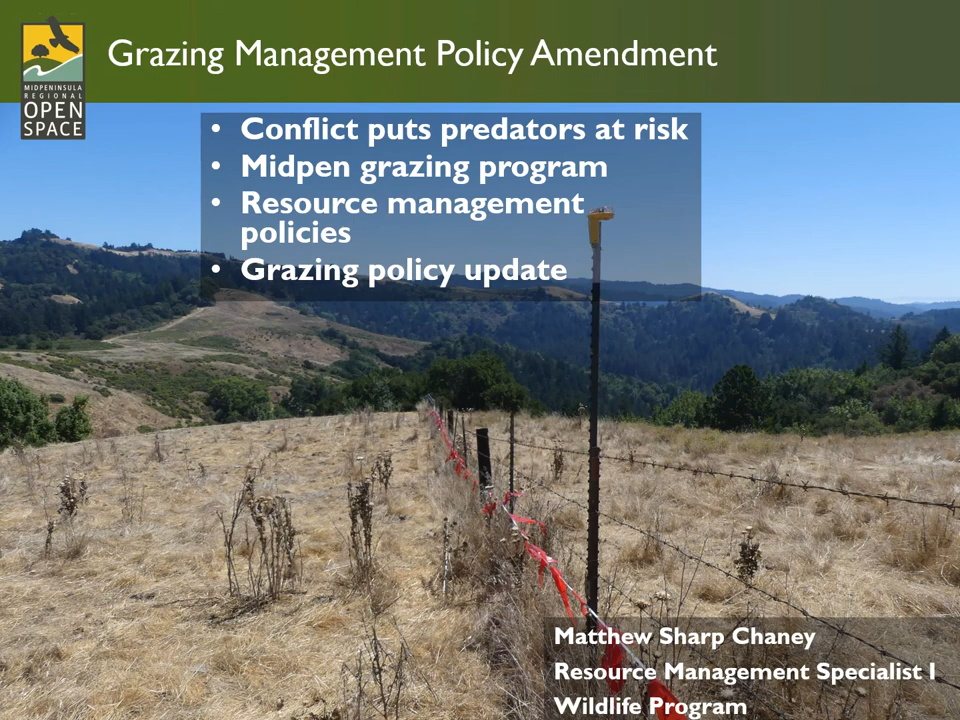 MIDPENINSULA
REGIONAL
OPEN
SPACE
Grazing Management Policy Amendment
• Conflict puts predators at risk
• Midpen grazing program
• Resource management
policies
• Grazing policy update
Matthew Sharp Chaney
Resource Management Specialist I
Wildlife Program